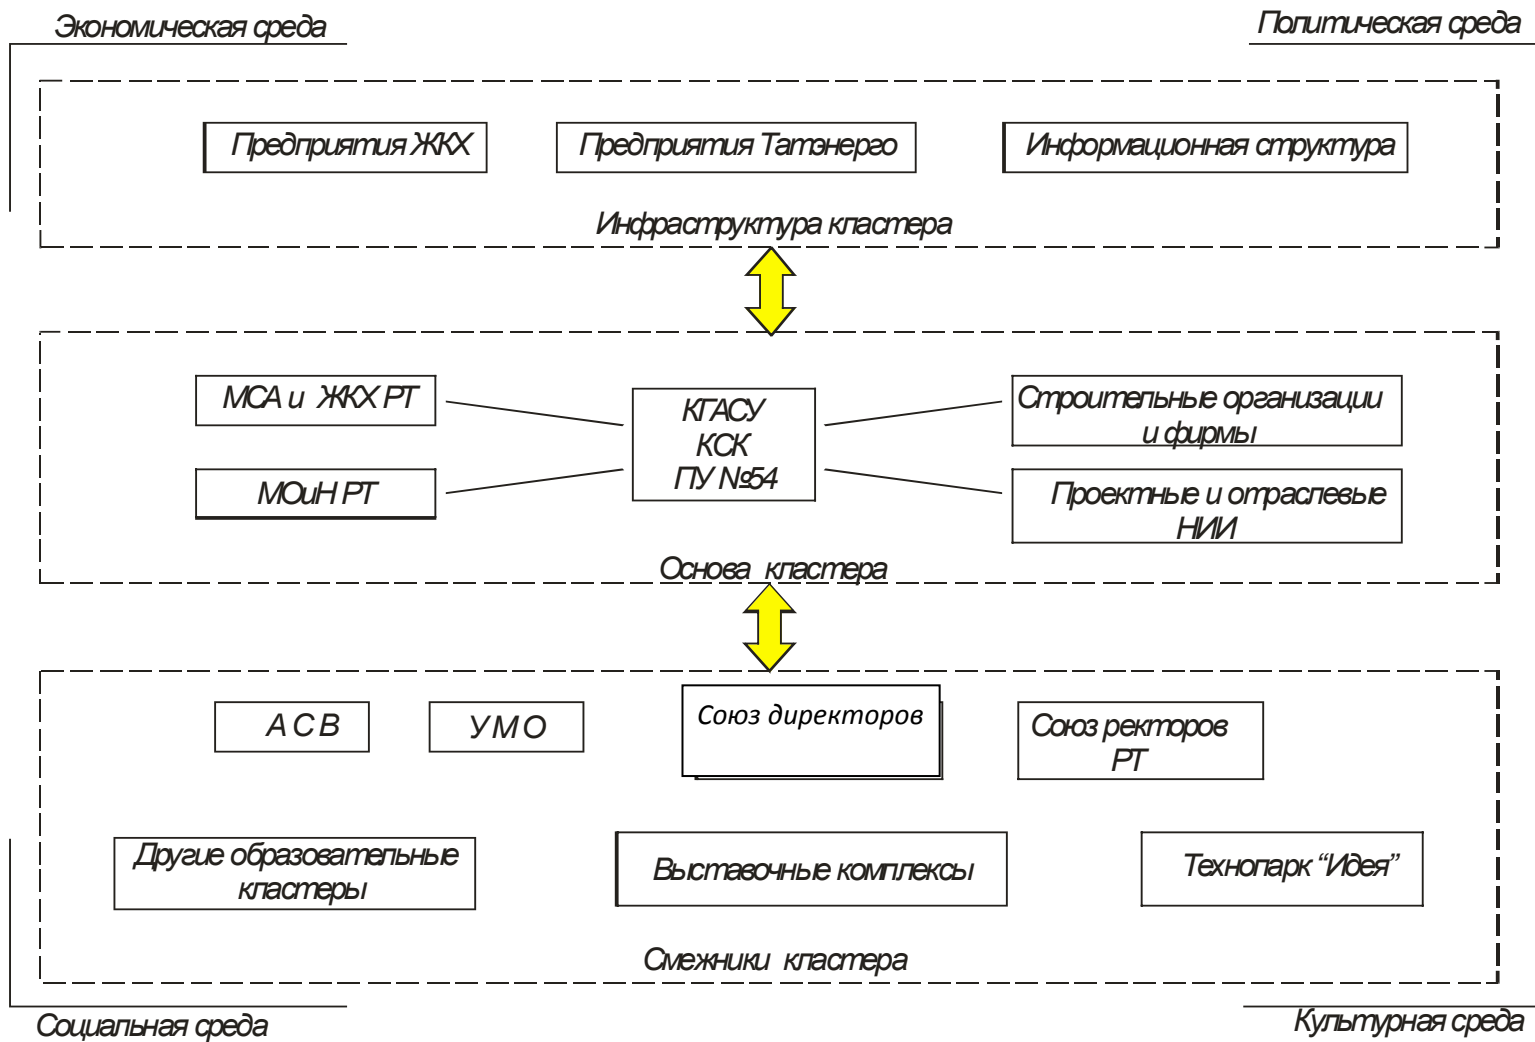 Экономическая среда
Политическая среда
Предприятия ЖКХ
Предприятия Татэнерго
Информационная структура
Инфраструктура кластера
МСА и ЖКХ РТ
КГАСУ
КСК
ПУ №54
Строительные организации
и фирмы
МОиН РТ
Проектные и отраслевые
НИИ
Основа кластера
А С В
У М О
Союз директоров
Союз ректоров
РТ
Другие образовательные
кластеры
Выставочные комплексы
Технопарк “Идея”
Смежники кластера
Социальная среда
Культурная среда